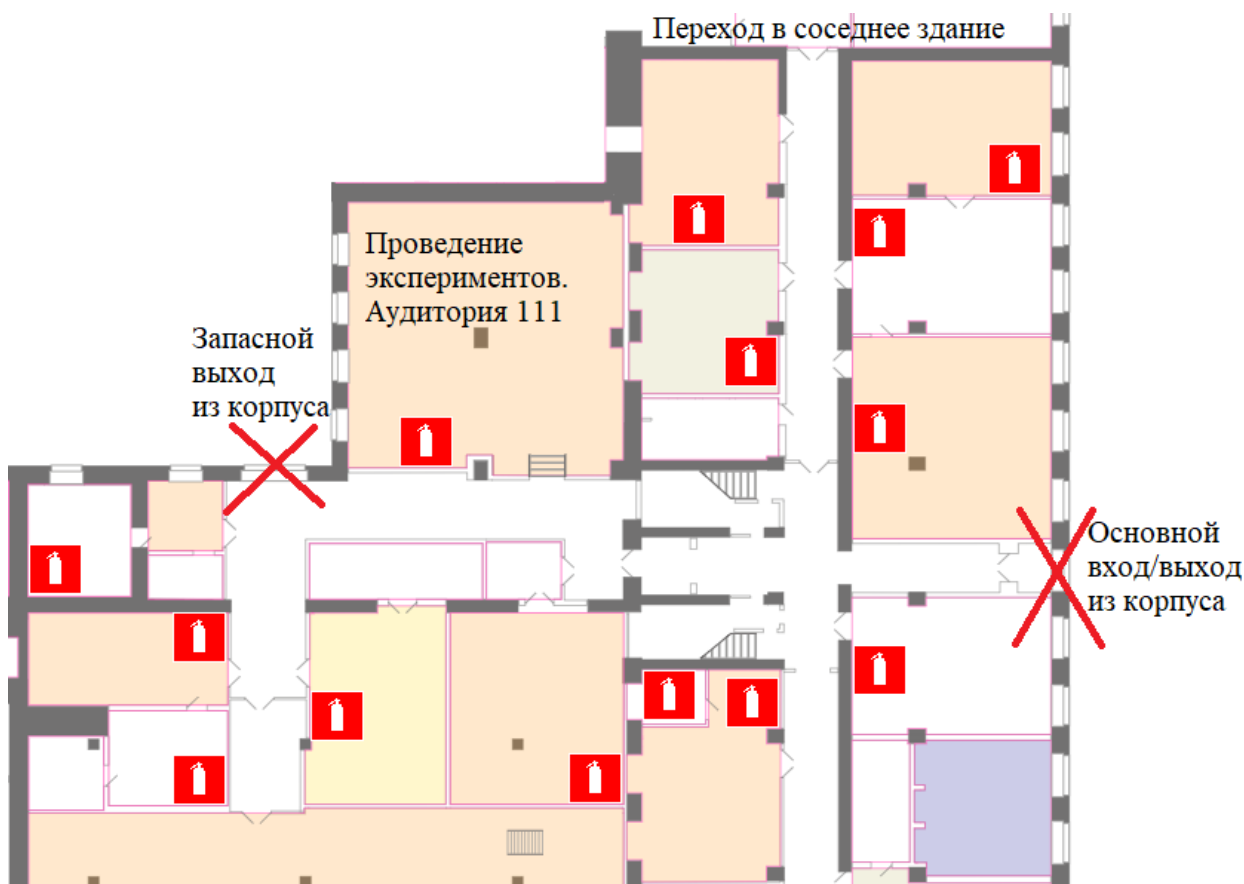 Переход в соседнее здание
Проведение
экспериментов.
Аудитория 111
Запасной
выход
из корпуса
Основной
вход/выход
из корпуса